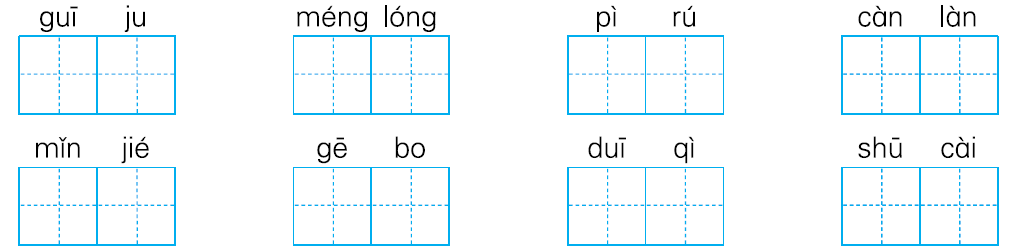 guī ju méng lóng pì rú càn làn
mǐn jié gē bo duī qì shū cài